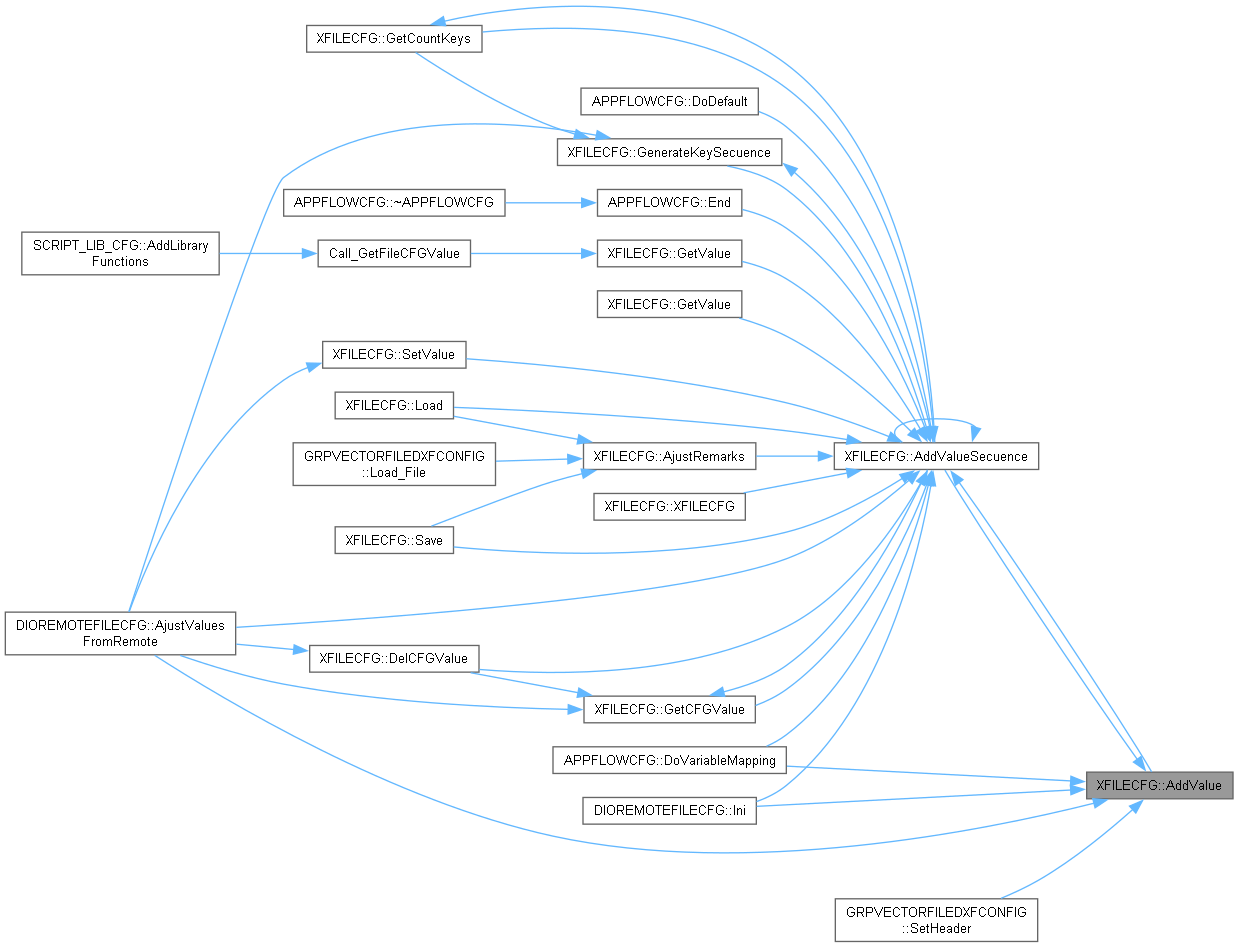 XFILECFG::GetCountKeys
APPFLOWCFG::DoDefault
XFILECFG::GenerateKeySecuence
APPFLOWCFG::~APPFLOWCFG
APPFLOWCFG::End
SCRIPT_LIB_CFG::AddLibrary
Functions
Call_GetFileCFGValue
XFILECFG::GetValue
XFILECFG::GetValue
XFILECFG::SetValue
XFILECFG::Load
GRPVECTORFILEDXFCONFIG
::Load_File
XFILECFG::AjustRemarks
XFILECFG::AddValueSecuence
XFILECFG::XFILECFG
XFILECFG::Save
DIOREMOTEFILECFG::AjustValues
FromRemote
XFILECFG::DelCFGValue
XFILECFG::GetCFGValue
APPFLOWCFG::DoVariableMapping
XFILECFG::AddValue
DIOREMOTEFILECFG::Ini
GRPVECTORFILEDXFCONFIG
::SetHeader